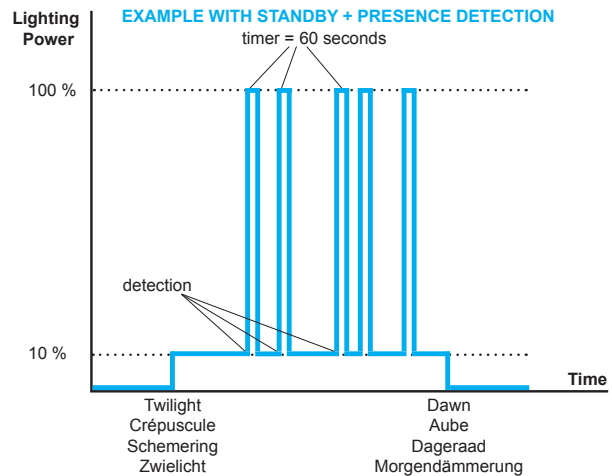 Lighting
Power
EXAMPLE WITH STANDBY + PRESENCE DETECTION
timer = 60 seconds
100 %
detection
10 %
Time
Twilight
Crépuscule
Schemering
Zwielicht
Dawn
Aube
Dageraad
Morgendämmerung